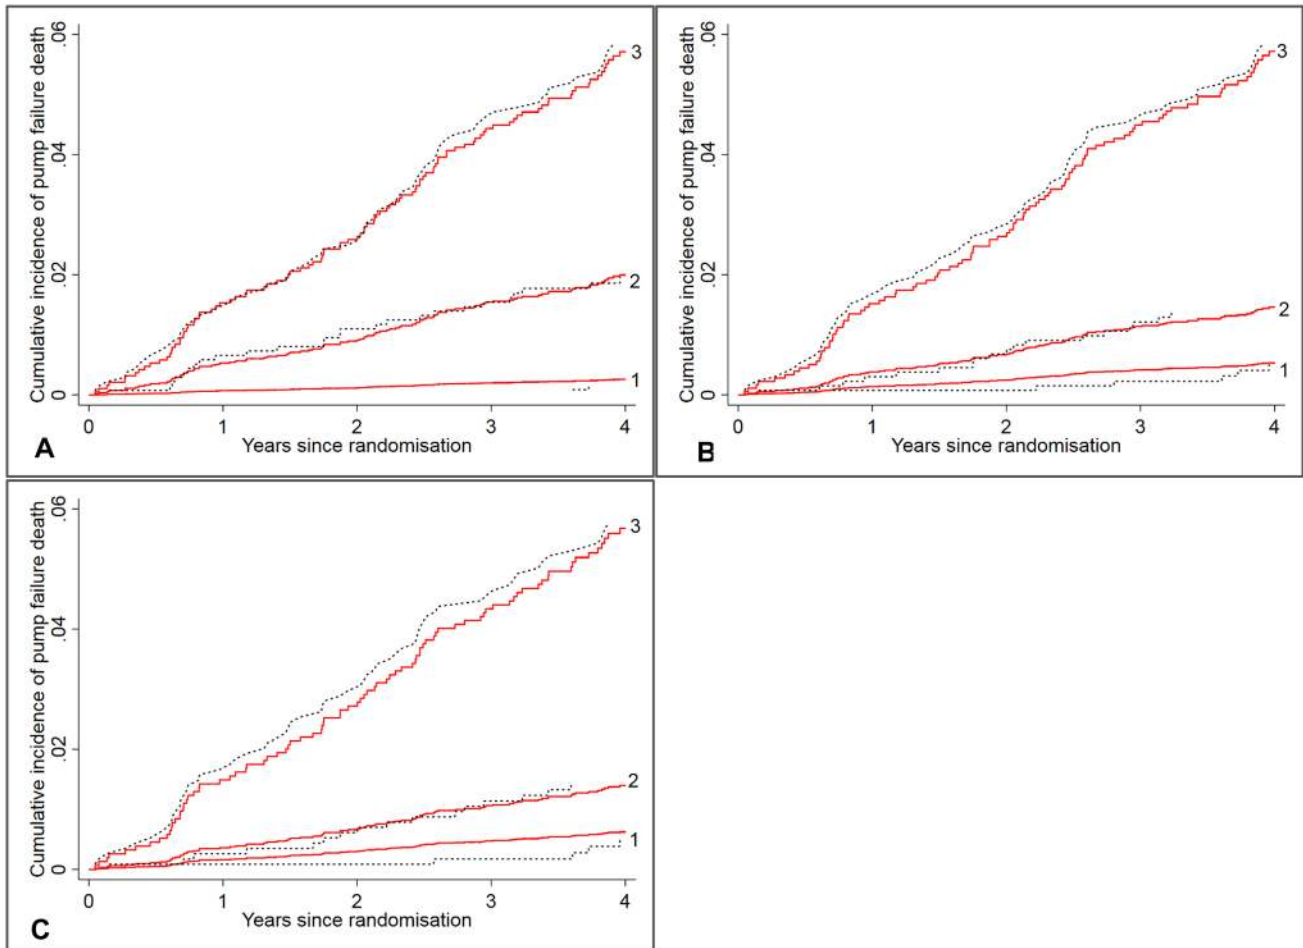 Cumulative incidence of pump failure death
0 .02 .04 .06
3
2
1
0 1 2 3 4
Years since randomisation
A
Cumulative incidence of pump failure death
0 .02 .04 .06
3
2
1
0 1 2 3 4
Years since randomisation
B
Cumulative incidence of pump failure death
0 .02 .04 .06
3
2
1
0 1 2 3 4
Years since randomisation
C